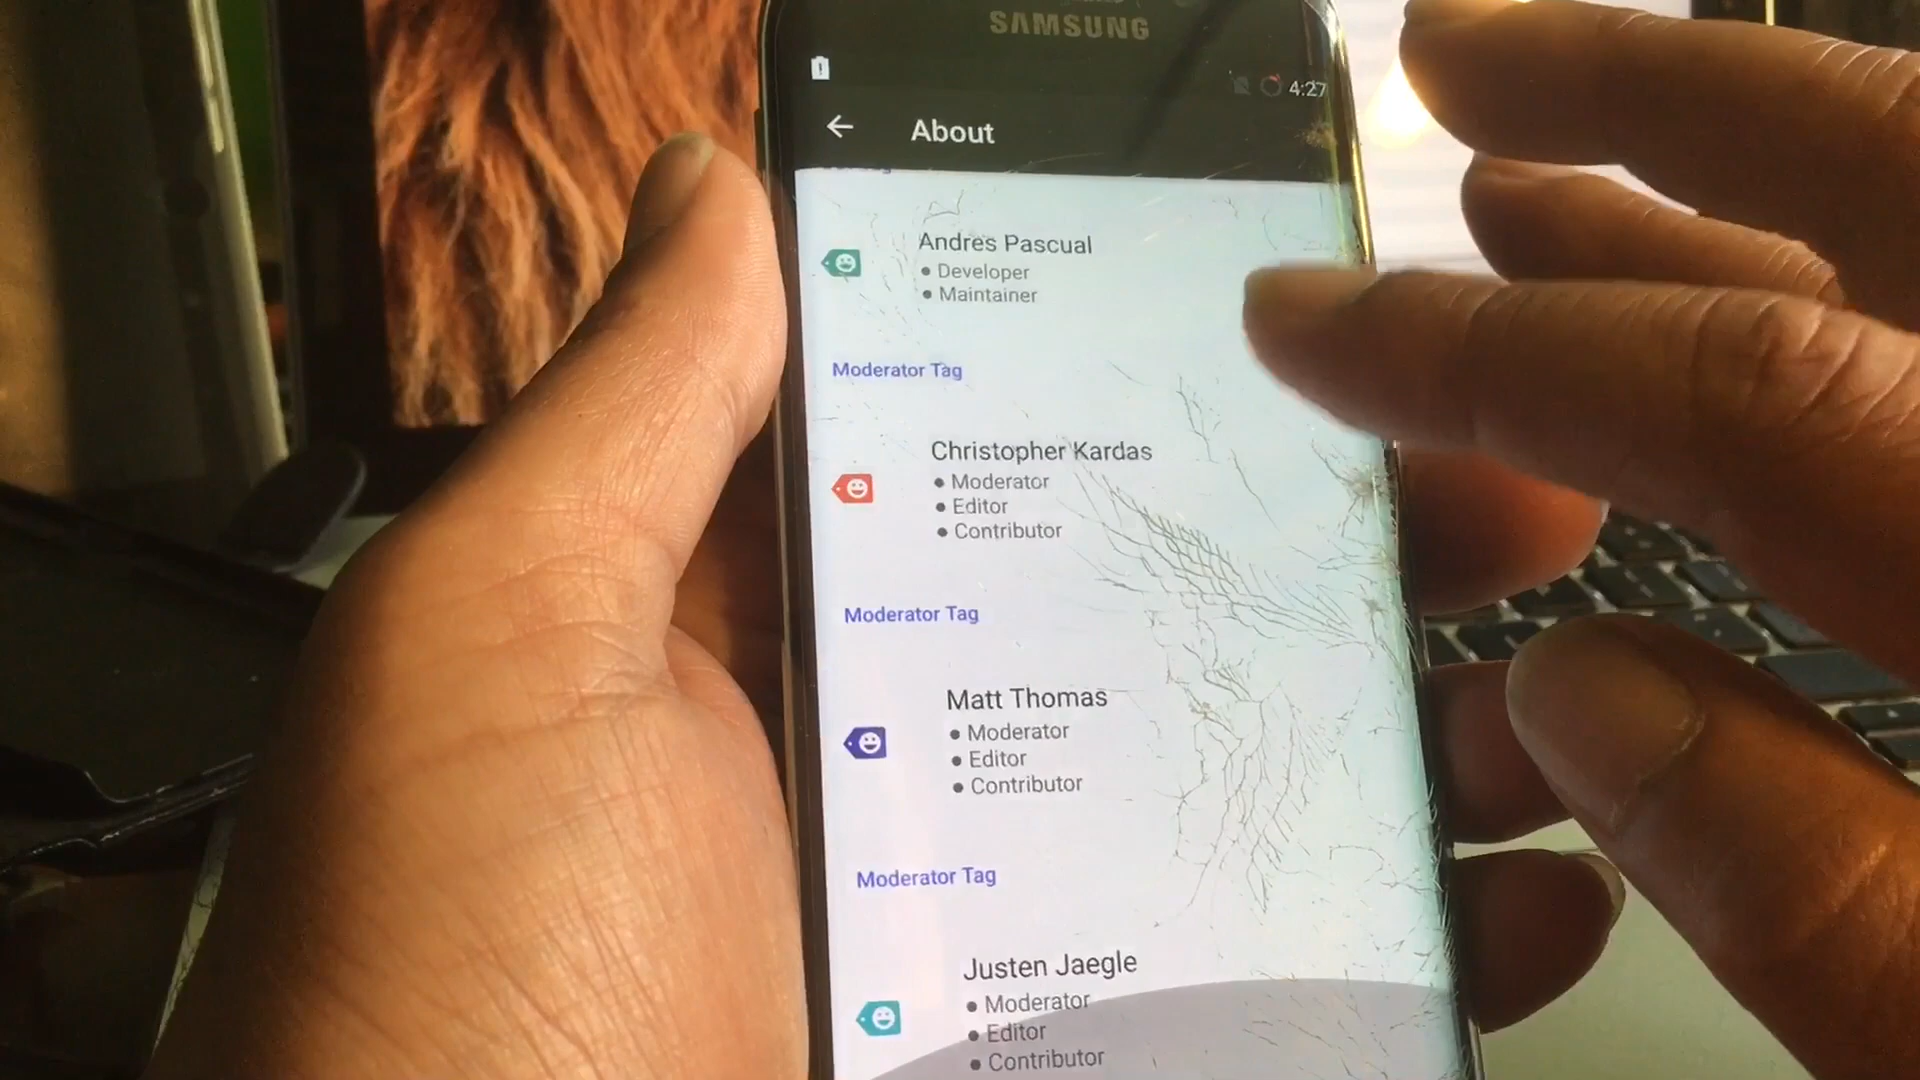 SAMSUNG
4:27
About
Andres Pascual
• Developer
• Maintainer
Moderator Tag
Christopher Kardas
• Moderator
• Editor
• Contributor
Moderator Tag
Matt Thomas
• Moderator
• Editor
• Contributor
Moderator Tag
Justen Jaegle
• Moderator
• Editor
• Contributor